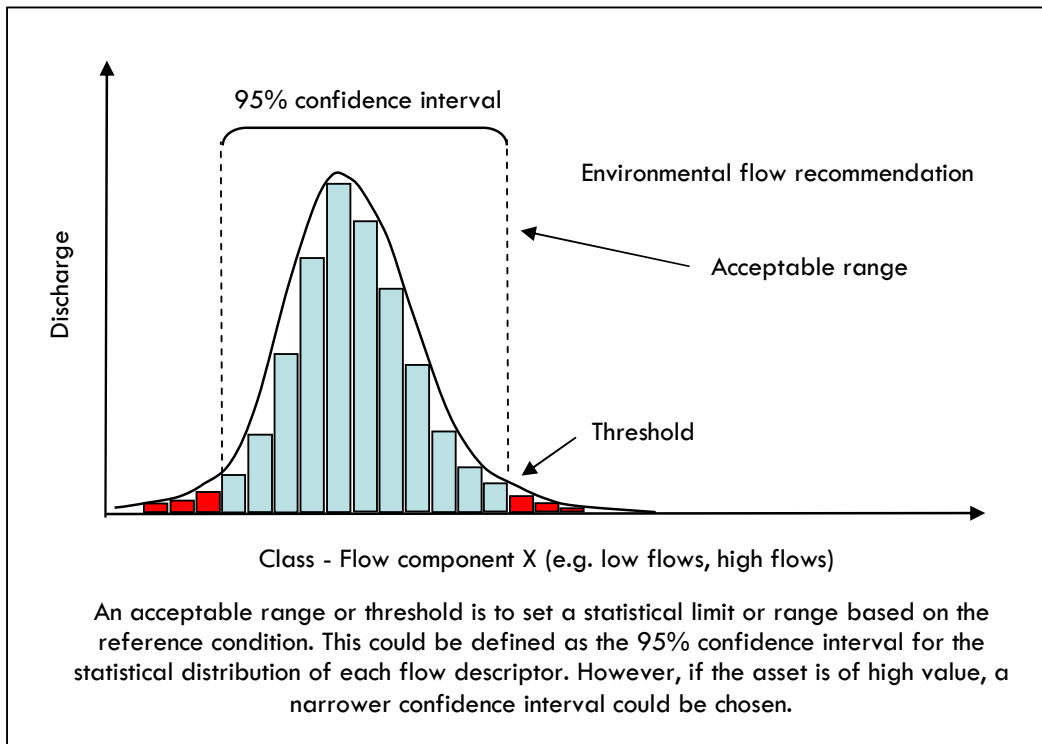 95% confidence interval
Environmental flow recommendation
Acceptable range
Discharge
Threshold
Class - Flow component X (e.g. low flows, high flows)
An acceptable range or threshold is to set a statistical limit or range based on the
reference condition. This could be defined as the 95% confidence interval for the
statistical distribution of each flow descriptor. However, if the asset is of high value, a
narrower confidence interval could be chosen.